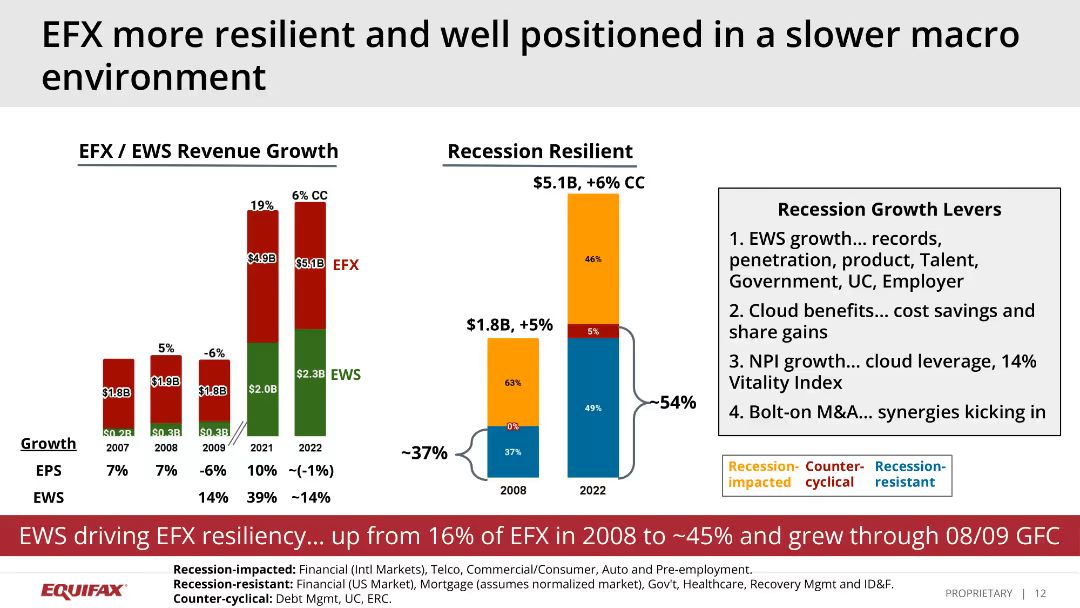 EFX more resilient and well positioned in a slower macro
environment
EFX / EWS Revenue Growth
19%
6% CC
$4.9B
$5.1B
EFX
5%
-6%
$1.8B
$1.9B
$1.8B
$2.0B
$2.3B
EWS
$0.2B
$0.3B
$0.3B
Growth
2007
2008
2009
2021
2022
EPS
7%
7%
-6%
10%
~(-1%)
EWS
14%
39%
~14%
Recession Resilient
$5.1B, +6% CC
46%
$1.8B, +5%
5%
63%
0%
49%
~54%
37%
~37%
2008
2022
Recession Growth Levers
1. EWS growth... records,
penetration, product, Talent,
Government, UC, Employer
2. Cloud benefits... cost savings and
share gains
3. NPI growth... cloud leverage, 14%
Vitality Index
4. Bolt-on M&A... synergies kicking in
Recession-
impacted
Counter-
cyclical
Recession-
resistant
EWS driving EFX resiliency... up from 16% of EFX in 2008 to ~45% and grew through 08/09 GFC
Recession-impacted: Financial (Intl Markets), Telco, Commercial/Consumer, Auto and Pre-employment.
Recession-resistant: Financial (US Market), Mortgage (assumes normalized market), Gov't, Healthcare, Recovery Mgmt and ID&F.
Counter-cyclical: Debt Mgmt, UC, ERC.
EQUIFAX
PROPRIETARY | 12